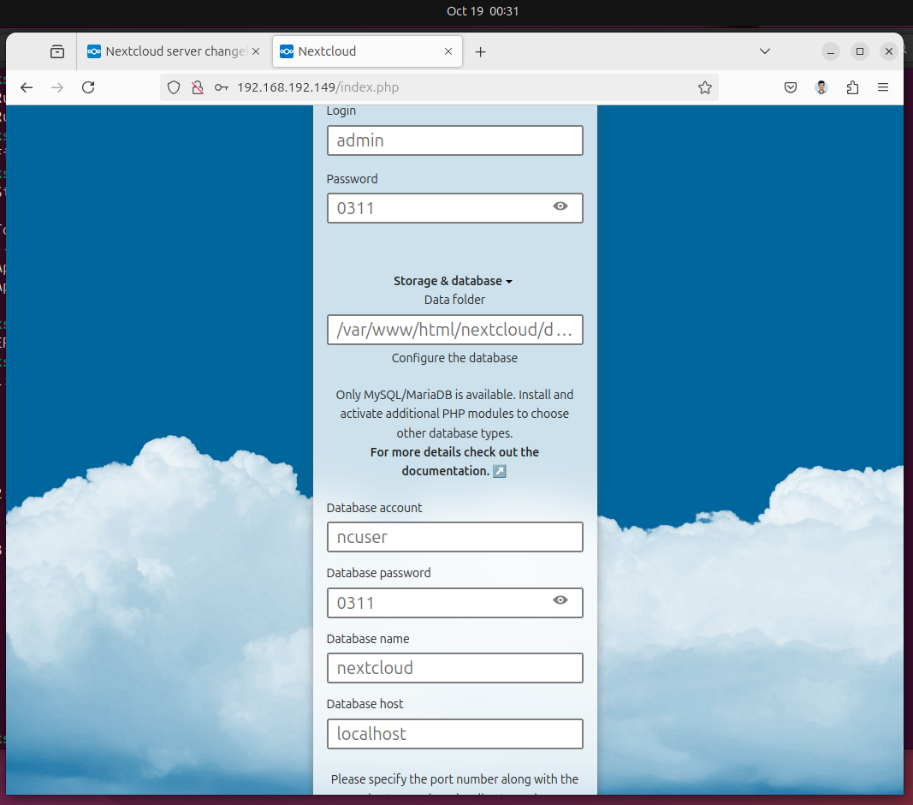 Oct 19 00:31
Nextcloud server change
Nextcloud
192.168.192.149/index.php
Login
admin
Password
0311
Storage & database
Data folder
/var/www/html/nextcloud/d...
Configure the database
Only MySQL/MariaDB is available. Install and
activate additional PHP modules to choose
other database types.
For more details check out the
documentation. ↗
Database account
ncuser
Database password
0311
Database name
nextcloud
Database host
localhost
Please specify the port number along with the